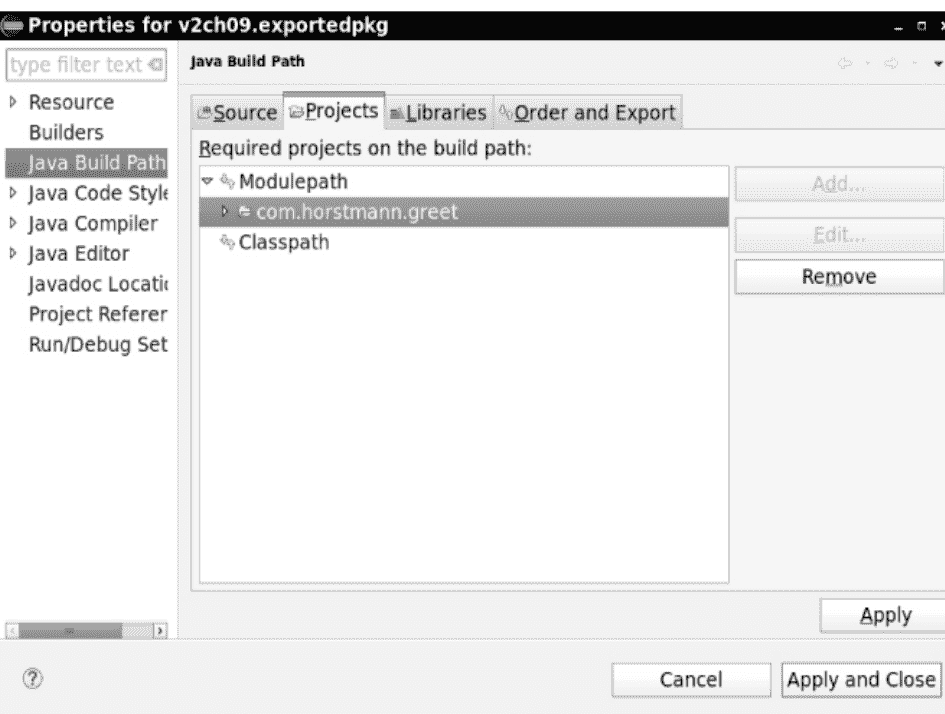 Properties for v2ch09.exportedpkg
type filter text
Java Build Path
Resource
Builders
Java Build Path
Java Code Style
Java Compiler
Java Editor
Javadoc Locatio
Project Referer
Run/Debug Set
Source
Projects
Libraries
Order and Export
Required projects on the build path:
Modulepath
com.horstmann.greet
Classpath
Add...
Edit...
Remove
Apply
Cancel
Apply and Close